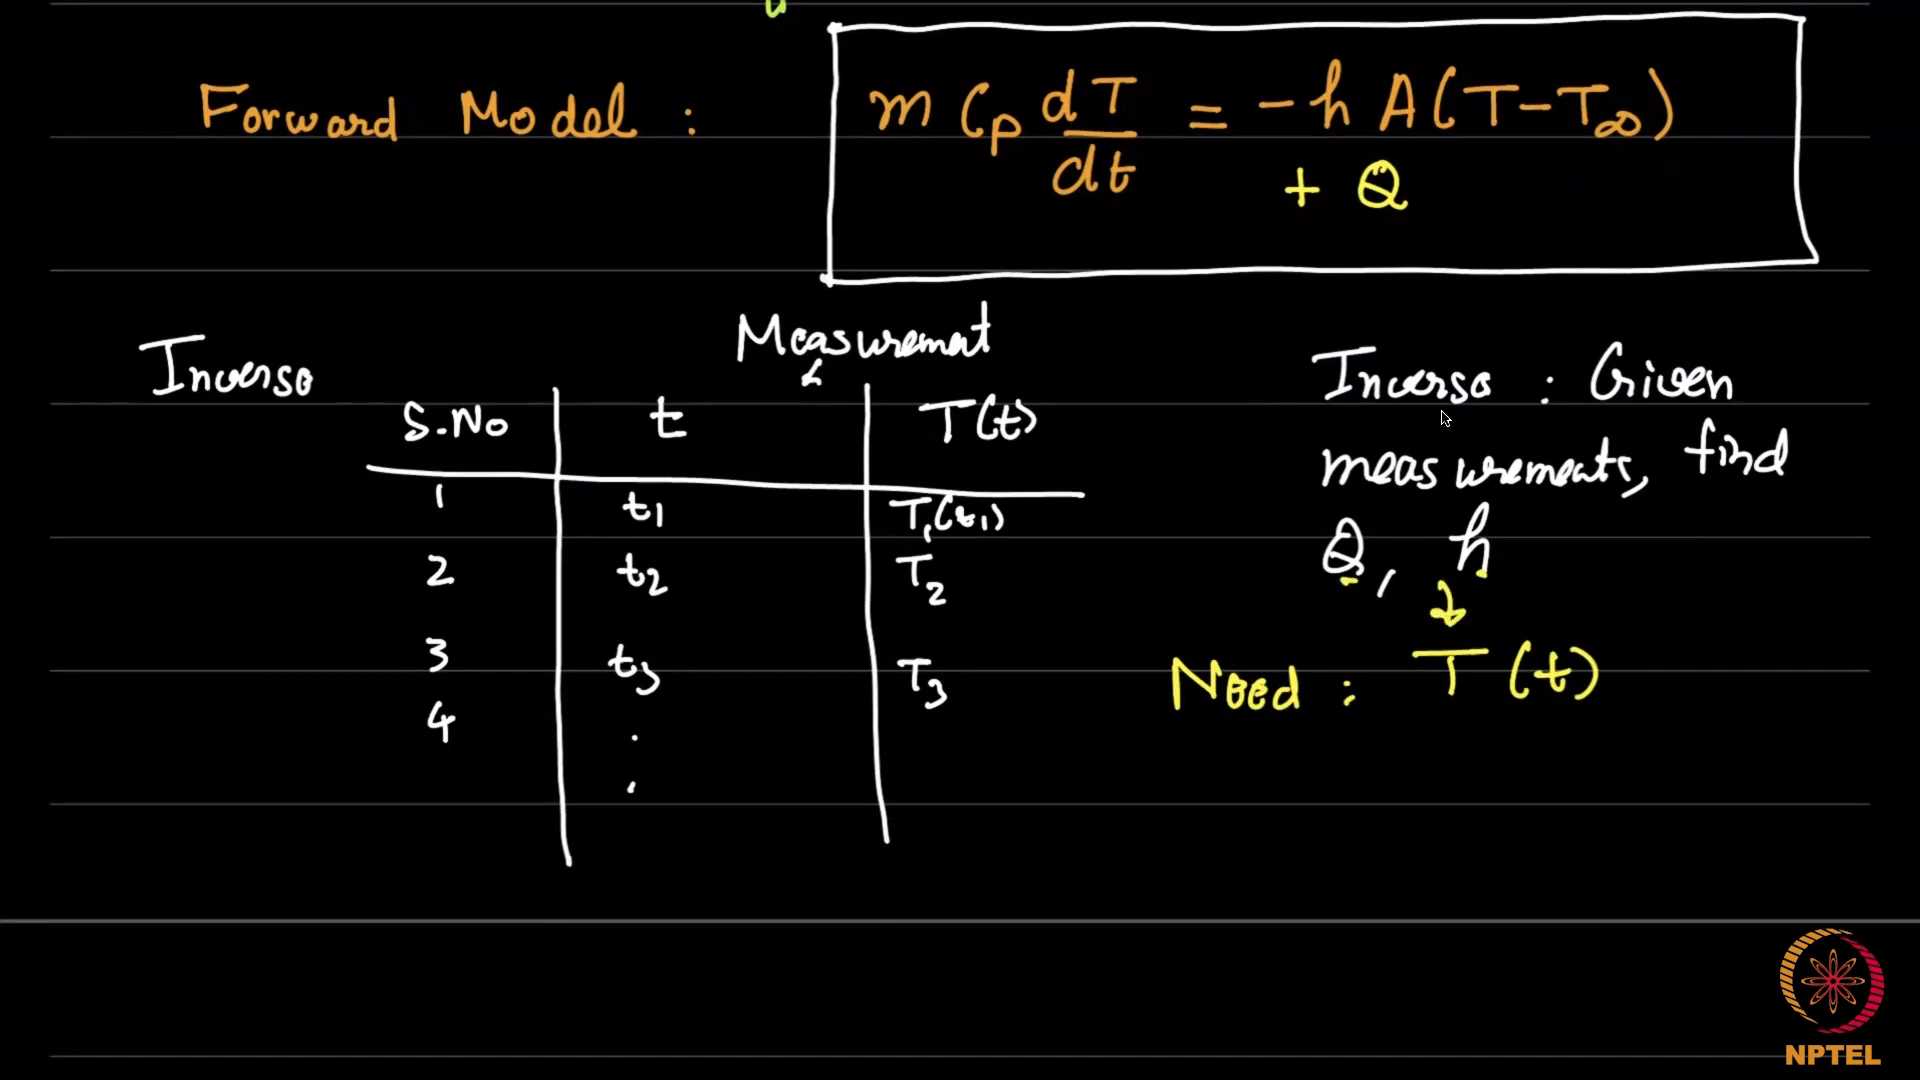 Forward Model : m Cp dT/dt = -h A(T-T∞)
+ Q
Inverse
Measurement
S.No t T(t)
1 t1 T1(t1)
2 t2 T2
3 t3 T3
4 .
.
Inverse : Given
measurements, find
Q, h
Need : T (t)
NPTEL